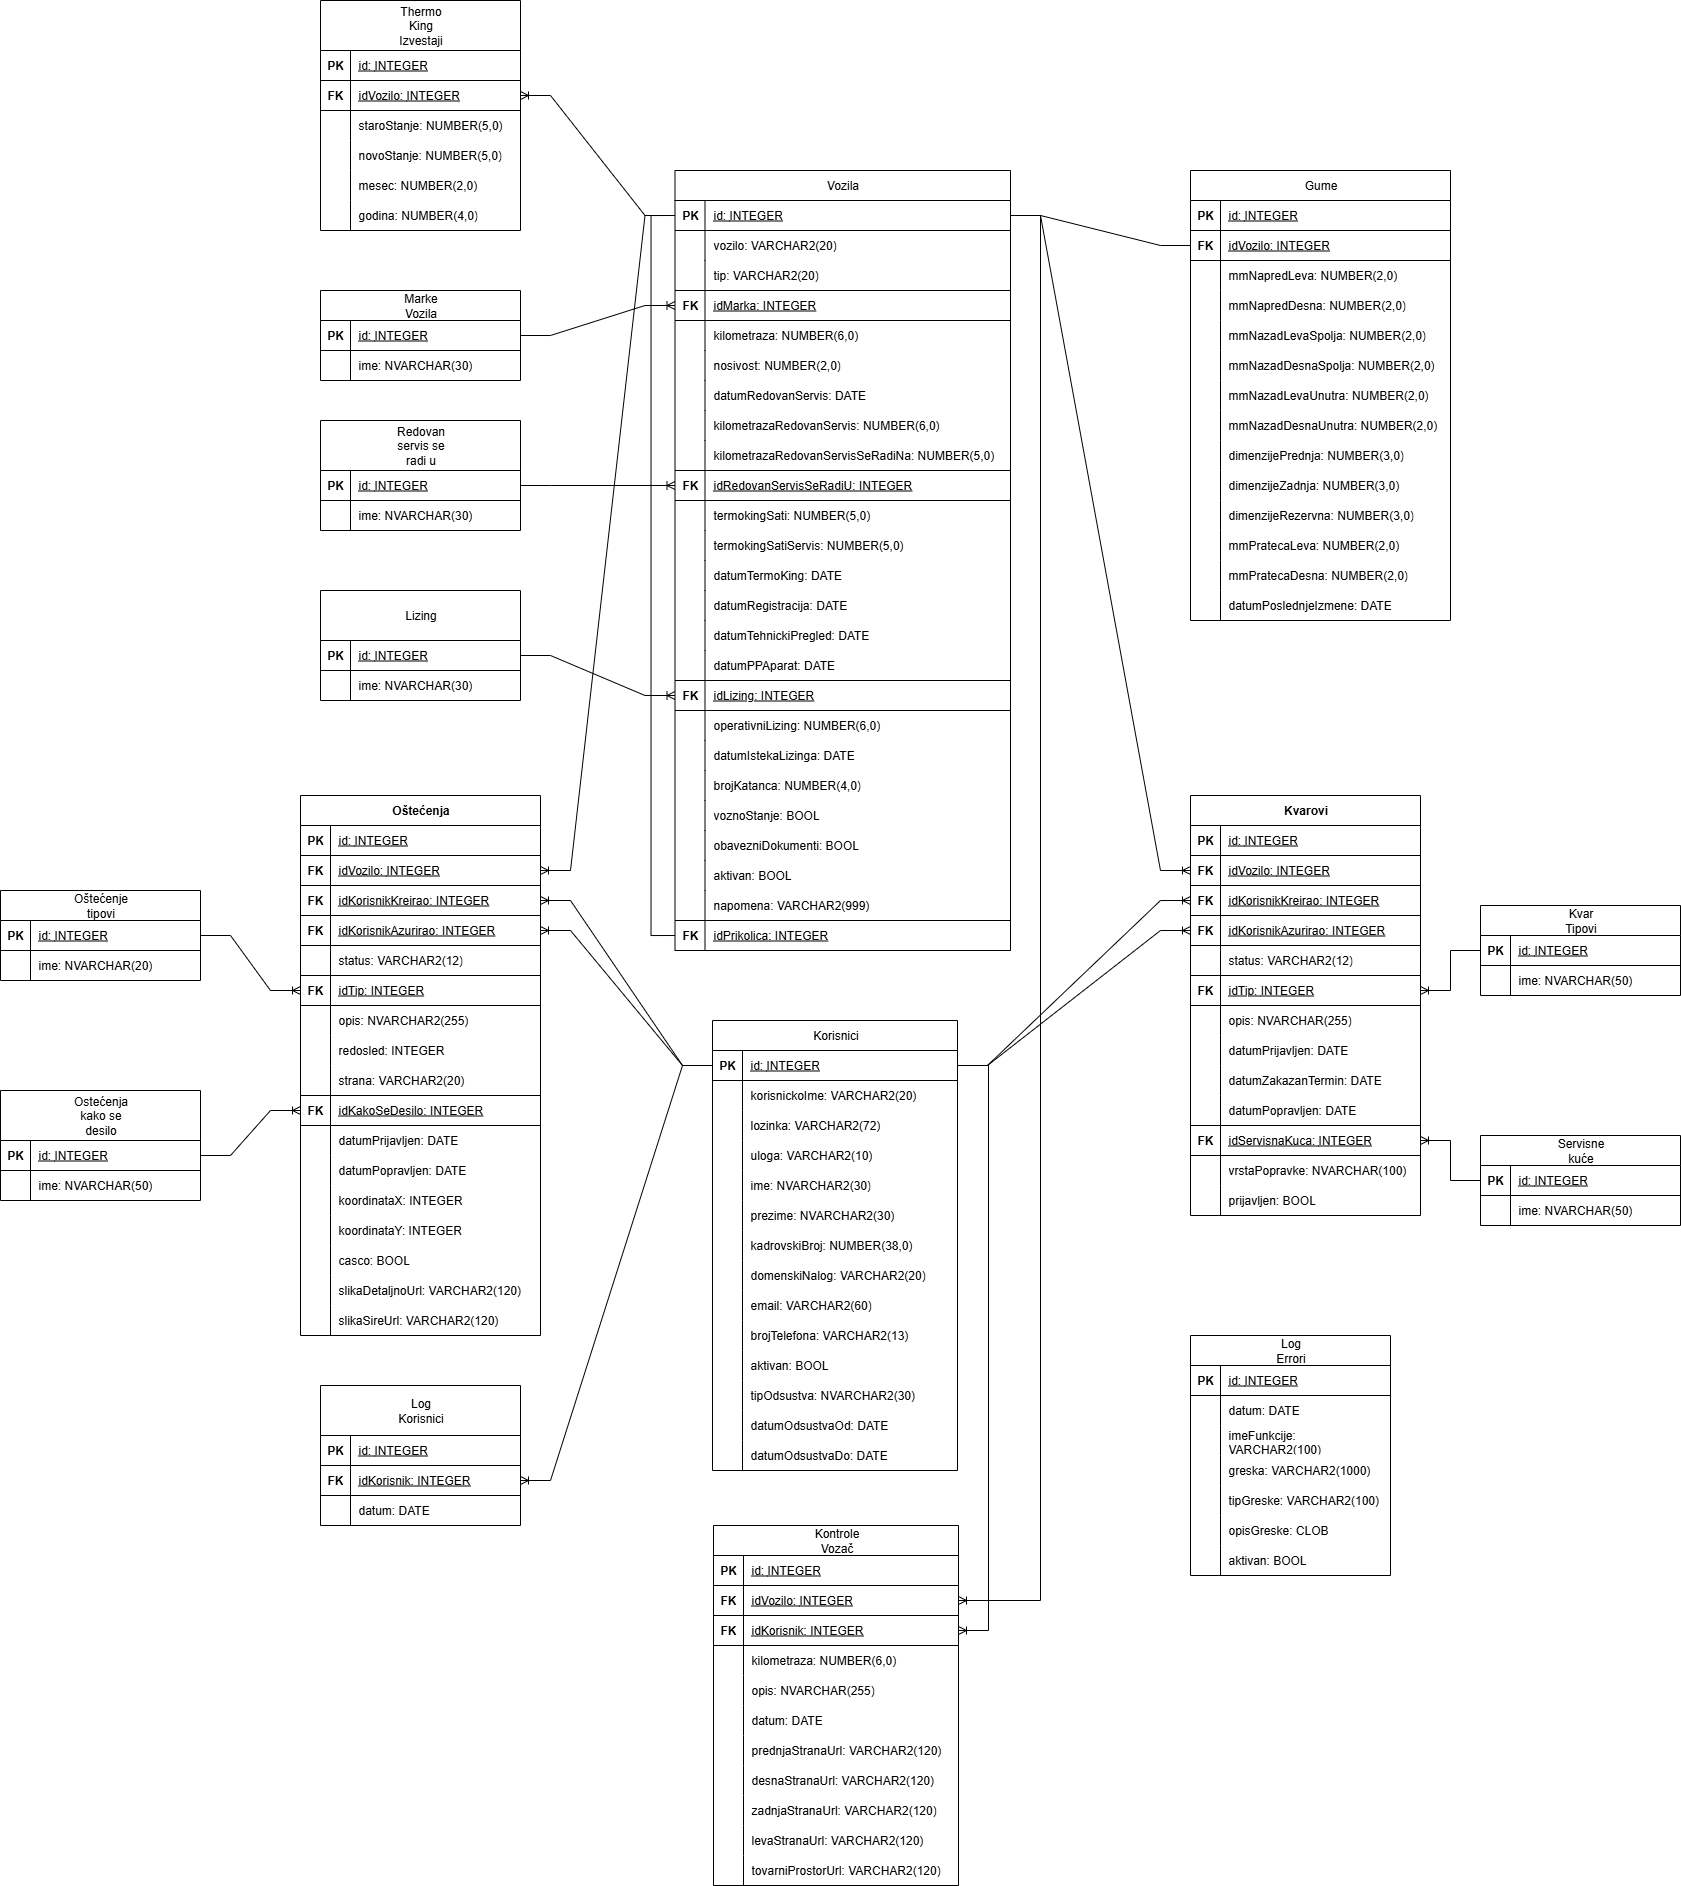 Thermo
King
Izvestaji
PK id: INTEGER
FK idVozilo: INTEGER
staroStanje: NUMBER(5,0)
novoStanje: NUMBER(5,0)
mesec: NUMBER(2,0)
godina: NUMBER(4,0)
Marke
Vozila
PK id: INTEGER
ime: NVARCHAR(30)
Redovan
servis se
radi u
PK id: INTEGER
ime: NVARCHAR(30)
Lizing
PK id: INTEGER
ime: NVARCHAR(30)
Vozila
PK id: INTEGER
vozilo: VARCHAR2(20)
tip: VARCHAR2(20)
FK idMarka: INTEGER
kilometraza: NUMBER(6,0)
nosivost: NUMBER(2,0)
datumRedovanServis: DATE
kilometrazaRedovanServis: NUMBER(6,0)
kilometrazaRedovanServisSeRadiNa: NUMBER(5,0)
FK idRedovanServisSeRadiU: INTEGER
termokingSati: NUMBER(5,0)
termokingSatiServis: NUMBER(5,0)
datumTermoKing: DATE
datumRegistracija: DATE
datumTehnickiPregled: DATE
datumPPAparat: DATE
FK idLizing: INTEGER
operativniLizing: NUMBER(6,0)
datumIstekaLizinga: DATE
brojKatanca: NUMBER(4,0)
voznoStanje: BOOL
obavezniDokumenti: BOOL
aktivan: BOOL
napomena: VARCHAR2(999)
FK idPrikolica: INTEGER
Gume
PK id: INTEGER
FK idVozilo: INTEGER
mmNapredLeva: NUMBER(2,0)
mmNapredDesna: NUMBER(2,0)
mmNazadLevaSpolja: NUMBER(2,0)
mmNazadDesnaSpolja: NUMBER(2,0)
mmNazadLevaUnutra: NUMBER(2,0)
mmNazadDesnaUnutra: NUMBER(2,0)
dimenzijePrednja: NUMBER(3,0)
dimenzijeZadnja: NUMBER(3,0)
dimenzijeRezervna: NUMBER(3,0)
mmPratecaLeva: NUMBER(2,0)
mmPratecaDesna: NUMBER(2,0)
datumPoslednjeIzmene: DATE
Oštećenje
tipovi
PK id: INTEGER
ime: NVARCHAR(20)
Ostećenja
kako se
desilo
PK id: INTEGER
ime: NVARCHAR(50)
Oštećenja
PK id: INTEGER
FK idVozilo: INTEGER
FK idKorisnikKreirao: INTEGER
FK idKorisnikAzurirao: INTEGER
status: VARCHAR2(12)
FK idTip: INTEGER
opis: NVARCHAR2(255)
redosled: INTEGER
strana: VARCHAR2(20)
FK idKakoSeDesilo: INTEGER
datumPrijavljen: DATE
datumPopravljen: DATE
koordinataX: INTEGER
koordinataY: INTEGER
casco: BOOL
slikaDetaljnoUrl: VARCHAR2(120)
slikaSireUrl: VARCHAR2(120)
Log
Korisnici
PK id: INTEGER
FK idKorisnik: INTEGER
datum: DATE
Korisnici
PK id: INTEGER
korisnickoIme: VARCHAR2(20)
lozinka: VARCHAR2(72)
uloga: VARCHAR2(10)
ime: NVARCHAR2(30)
prezime: NVARCHAR2(30)
kadrovskiBroj: NUMBER(38,0)
domenskiNalog: VARCHAR2(20)
email: VARCHAR2(60)
brojTelefona: VARCHAR2(13)
aktivan: BOOL
tipOdsustva: NVARCHAR2(30)
datumOdsustvaOd: DATE
datumOdsustvaDo: DATE
Kontrole
Vozač
PK id: INTEGER
FK idVozilo: INTEGER
FK idKorisnik: INTEGER
kilometraza: NUMBER(6,0)
opis: NVARCHAR(255)
datum: DATE
prednjaStranaUrl: VARCHAR2(120)
desnaStranaUrl: VARCHAR2(120)
zadnjaStranaUrl: VARCHAR2(120)
levaStranaUrl: VARCHAR2(120)
tovarniProstorUrl: VARCHAR2(120)
Kvarovi
PK id: INTEGER
FK idVozilo: INTEGER
FK idKorisnikKreirao: INTEGER
FK idKorisnikAzurirao: INTEGER
status: VARCHAR2(12)
FK idTip: INTEGER
opis: NVARCHAR(255)
datumPrijavljen: DATE
datumZakazanTermin: DATE
datumPopravljen: DATE
FK idServisnaKuca: INTEGER
vrstaPopravke: NVARCHAR(100)
prijavljen: BOOL
Kvar
Tipovi
PK id: INTEGER
ime: NVARCHAR(50)
Servisne
kuće
PK id: INTEGER
ime: NVARCHAR(50)
Log
Errori
PK id: INTEGER
datum: DATE
imeFunkcije:
VARCHAR2(100)
greska: VARCHAR2(1000)
tipGreske: VARCHAR2(100)
opisGreske: CLOB
aktivan: BOOL